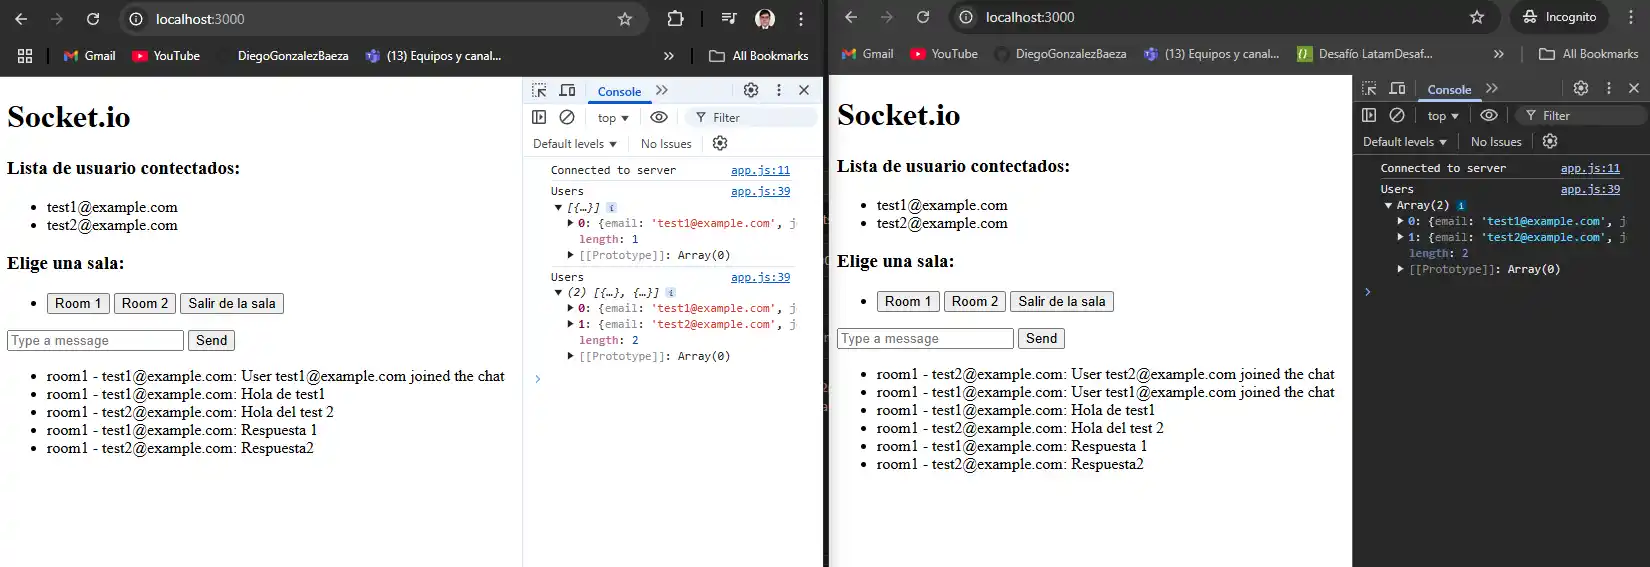 localhost:3000
Gmail
YouTube
DiegoGonzalezBaeza
(13) Equipos y canal...
»
All Bookmarks
Socket.io
Lista de usuario contectados:
• test1@example.com
• test2@example.com
Elige una sala:
• Room 1 Room 2 Salir de la sala
Type a message Send
• room1 - test1@example.com: User test1@example.com joined the chat
• room1 - test1@example.com: Hola de test1
• room1 - test2@example.com: Hola del test 2
• room1 - test1@example.com: Respuesta 1
• room1 - test2@example.com: Respuesta2
Console »
top ▼ Filter
Default levels ▼ No Issues
Connected to server app.js:11
Users app.js:39
▼ [{…}] i
▶ 0: {email: 'test1@example.com', j
length: 1
▶ [[Prototype]]: Array(0)
Users app.js:39
▼ (2) [{…}, {…}] i
▶ 0: {email: 'test1@example.com', j
▶ 1: {email: 'test2@example.com', j
length: 2
▶ [[Prototype]]: Array(0)
>
localhost:3000 Incognito
Gmail
YouTube
DiegoGonzalezBaeza
(13) Equipos y canal...
{} Desafío LatamDesaf...
»
All Bookmarks
Socket.io
Lista de usuario contectados:
• test1@example.com
• test2@example.com
Elige una sala:
• Room 1 Room 2 Salir de la sala
Type a message Send
• room1 - test2@example.com: User test2@example.com joined the chat
• room1 - test1@example.com: User test1@example.com joined the chat
• room1 - test1@example.com: Hola de test1
• room1 - test2@example.com: Hola del test 2
• room1 - test1@example.com: Respuesta 1
• room1 - test2@example.com: Respuesta2
Console »
top ▼ Filter
Default levels ▼ No Issues
Connected to server app.js:11
Users app.js:39
▼ Array(2) i
▶ 0: {email: 'test1@example.com', j
▶ 1: {email: 'test2@example.com', j
length: 2
▶ [[Prototype]]: Array(0)
>